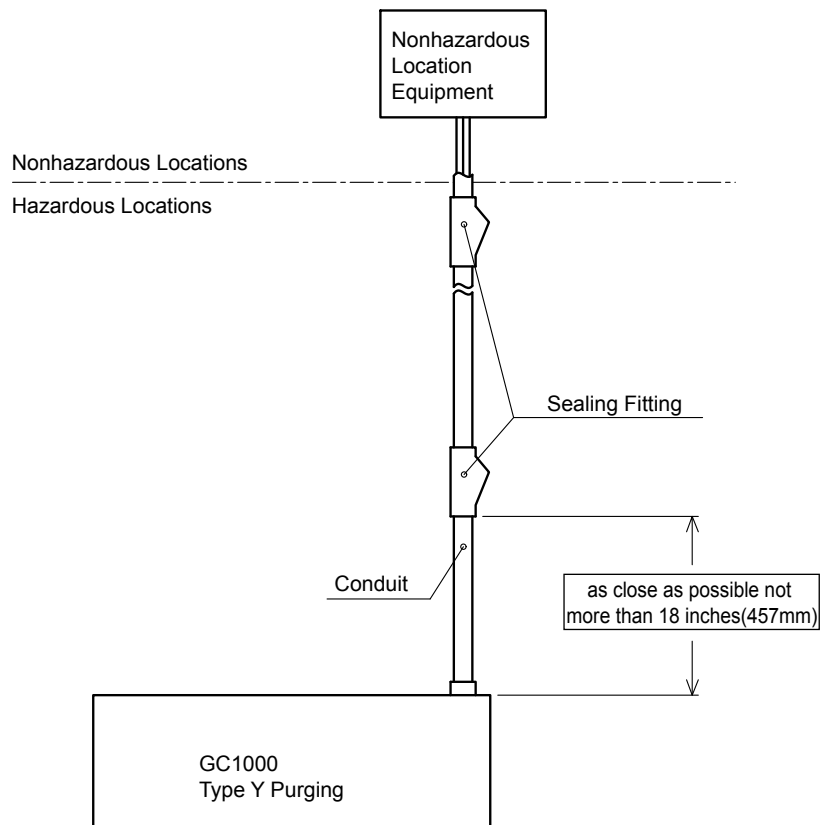 Nonhazardous
Location
Equipment
Nonhazardous Locations
Hazardous Locations
Sealing Fitting
Conduit
as close as possible not
more than 18 inches(457mm)
GC1000
Type Y Purging